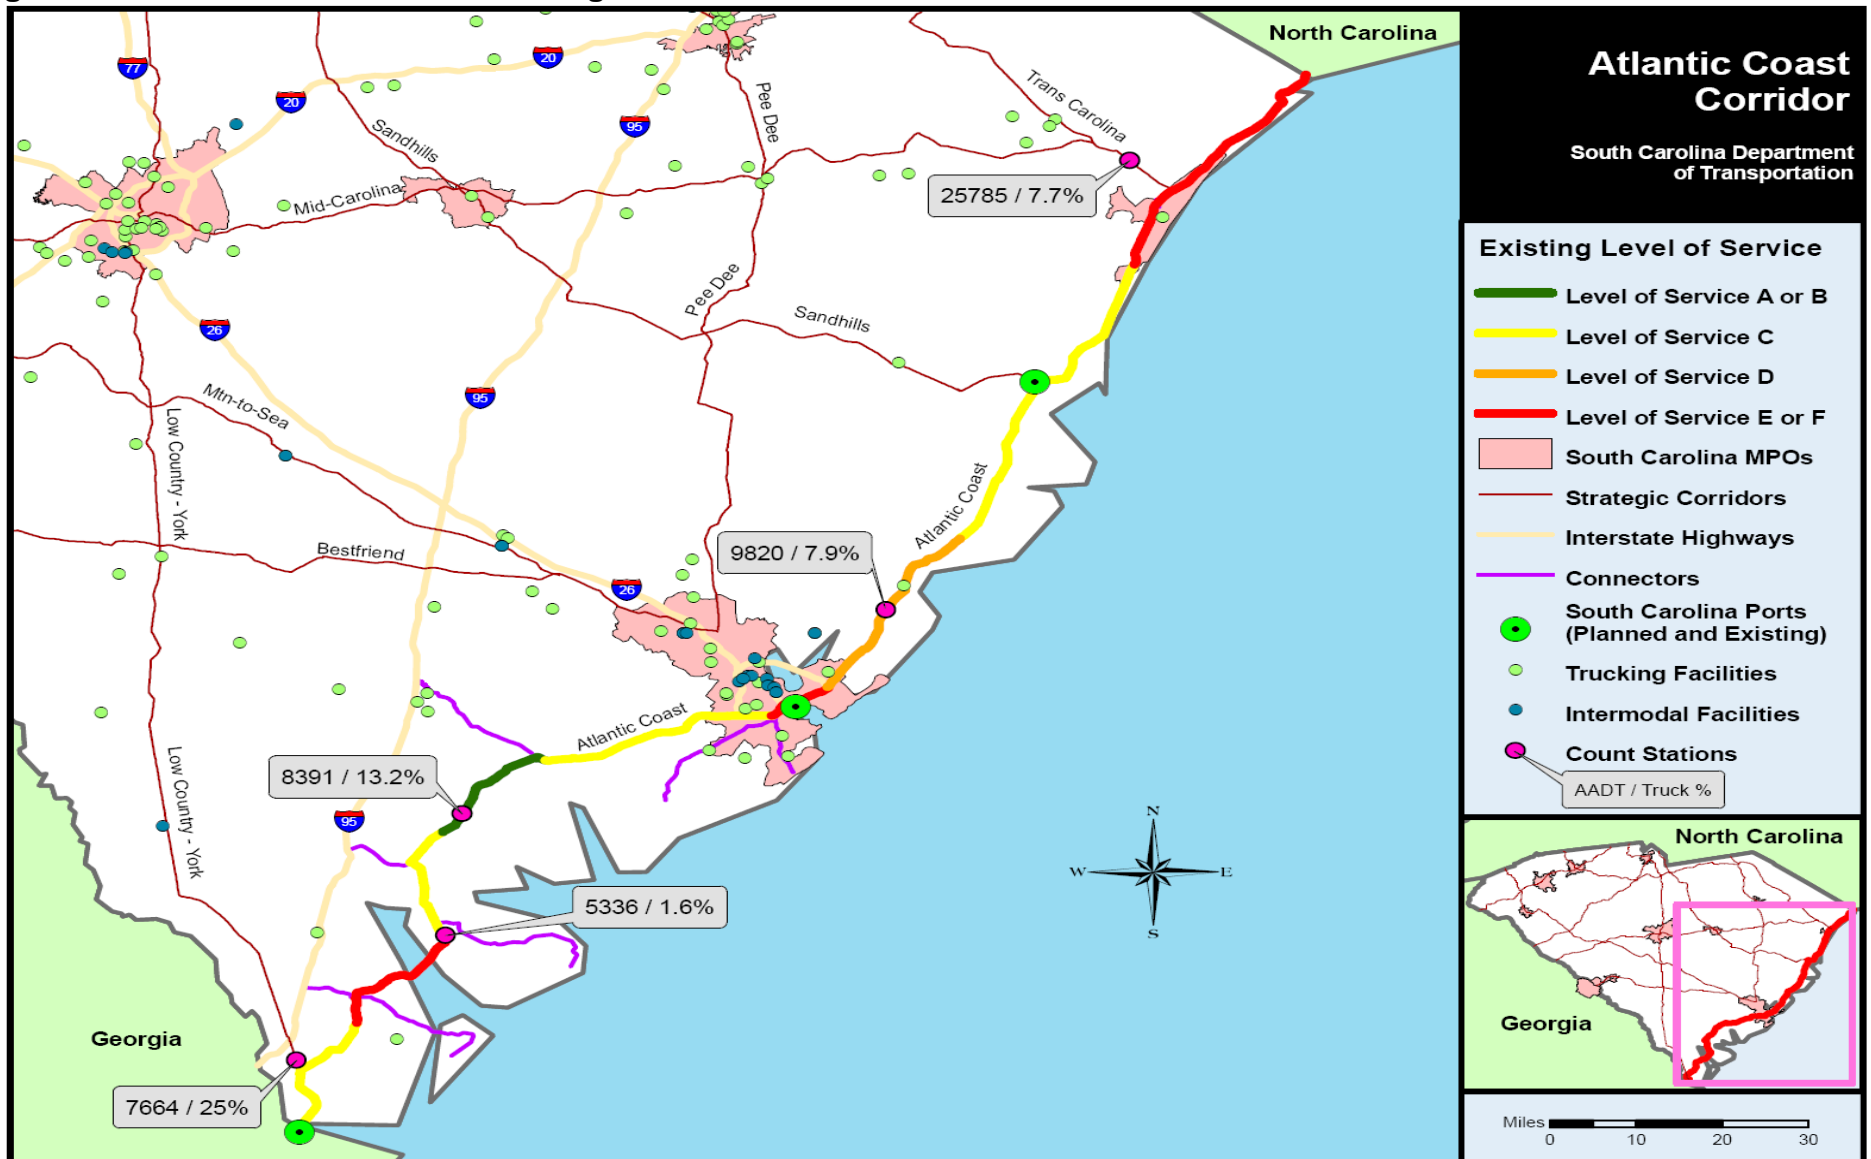 North Carolina
Atlantic Coast
Corridor
South Carolina Department
of Transportation
77
20
20
95
Sandhills
Pee Dee
Trans Carolina
25785 / 7.7%
Mid-Carolina
26
Pee Dee
Sandhills
95
Mtn-to-Sea
Low Country - York
Atlantic Coast
9820 / 7.9%
Bestfriend
26
Atlantic Coast
8391 / 13.2%
Low Country - York
95
5336 / 1.6%
Georgia
7664 / 25%
N
W
E
S
Existing Level of Service
Level of Service A or B
Level of Service C
Level of Service D
Level of Service E or F
South Carolina MPOs
Strategic Corridors
Interstate Highways
Connectors
South Carolina Ports
(Planned and Existing)
Trucking Facilities
Intermodal Facilities
Count Stations
AADT / Truck %
North Carolina
Georgia
Miles
0 10 20 30